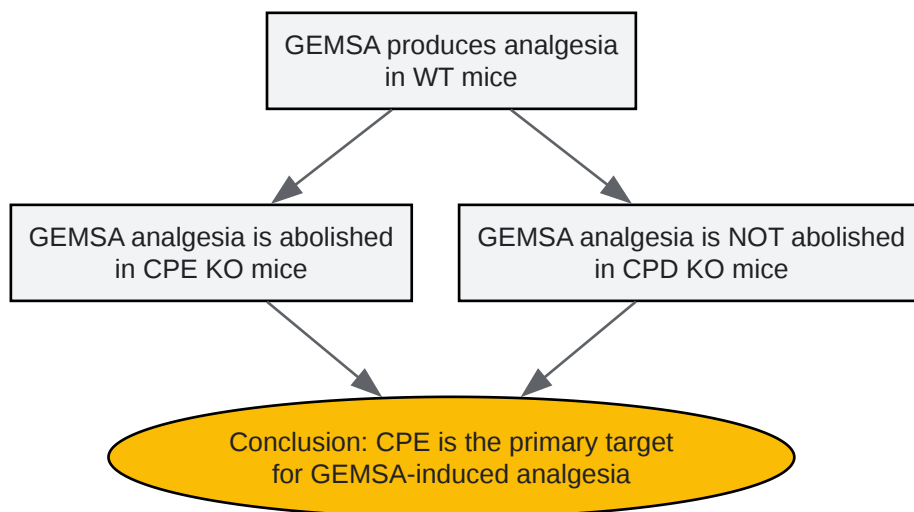 GEMSA produces analgesia
in WT mice
GEMSA analgesia is abolished
in CPE KO mice
GEMSA analgesia is NOT abolished
in CPD KO mice
Conclusion: CPE is the primary target
for GEMSA-induced analgesia